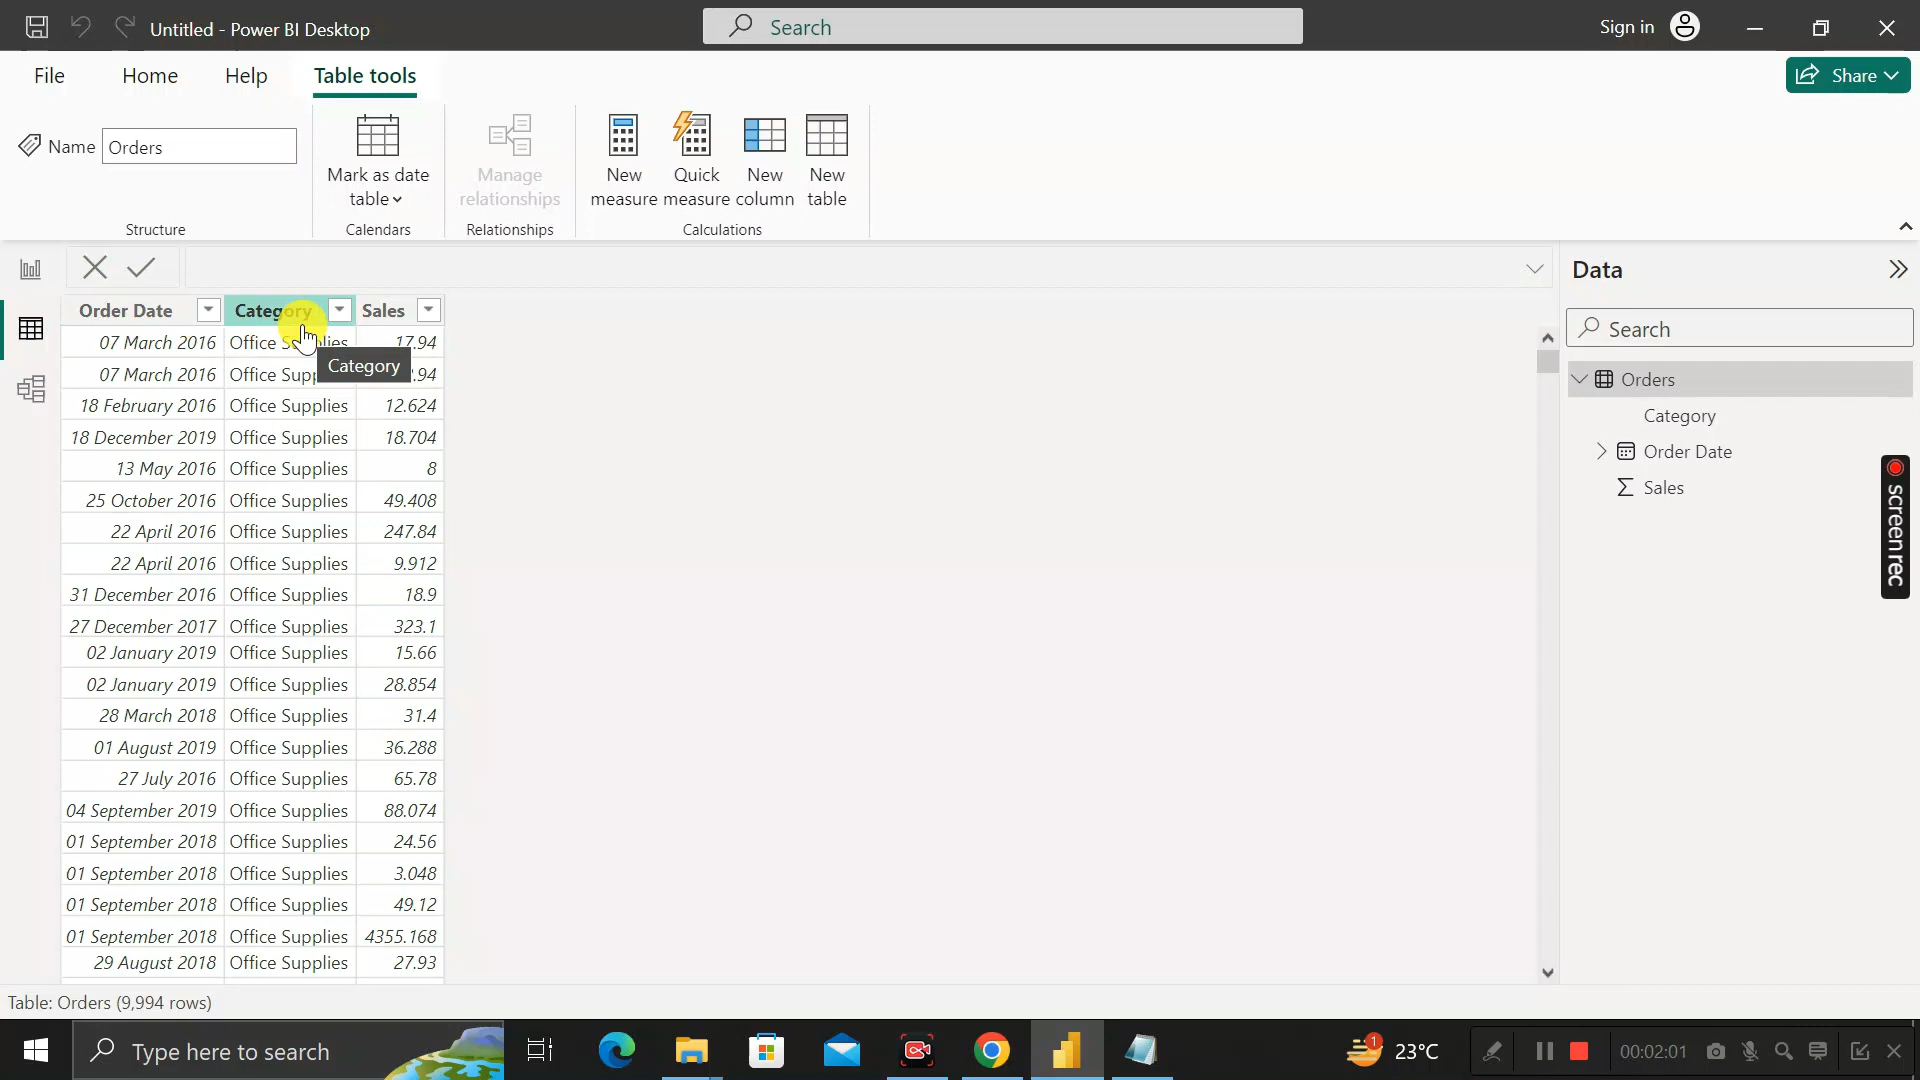 Untitled - Power BI Desktop
Search
Sign in
File
Home
Help
Table tools
Share
Name
Orders
Mark as date
table
Manage
relationships
New
measure
Quick
measure
New
column
New
table
Structure
Calendars
Relationships
Calculations
Data
Order Date
Category
Sales
Search
07 March 2016 Office Supplies 17.94
Category
07 March 2016 Office .94
18 February 2016 Office Supplies 12.624
18 December 2019 Office Supplies 18.704
13 May 2016 Office Supplies 8
25 October 2016 Office Supplies 49.408
22 April 2016 Office Supplies 247.84
22 April 2016 Office Supplies 9.912
31 December 2016 Office Supplies 18.9
27 December 2017 Office Supplies 323.1
02 January 2019 Office Supplies 15.66
02 January 2019 Office Supplies 28.854
28 March 2018 Office Supplies 31.4
01 August 2019 Office Supplies 36.288
27 July 2016 Office Supplies 65.78
04 September 2019 Office Supplies 88.074
01 September 2018 Office Supplies 24.56
01 September 2018 Office Supplies 3.048
01 September 2018 Office Supplies 49.12
01 September 2018 Office Supplies 4355.168
29 August 2018 Office Supplies 27.93
Orders
Category
Order Date
Sales
screen rec
Table: Orders (9,994 rows)
Type here to search
1
23°C
00:02:01